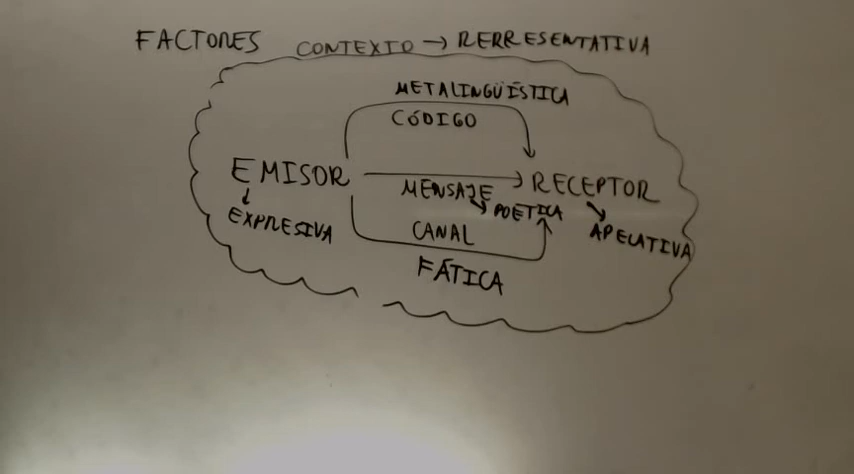 FACTORES CONTEXTO → RERRESENTATIVA
METALINGÜÍSTICA
CÓDIGO
EMISOR → RECEPTOR
MENSAJE
POETICA
EXPRESIVA
APELATIVA
CANAL
FÁTICA